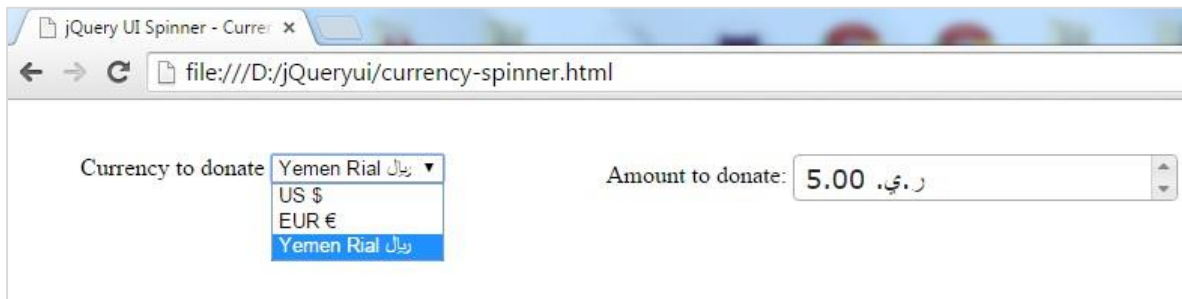 jQuery UI Spinner - Currer
file:///D:/jQueryui/currency-spinner.html
Currency to donate Yemen Rial ريال
Amount to donate: ر.ي. 5.00
US $
EUR €
Yemen Rial ريال